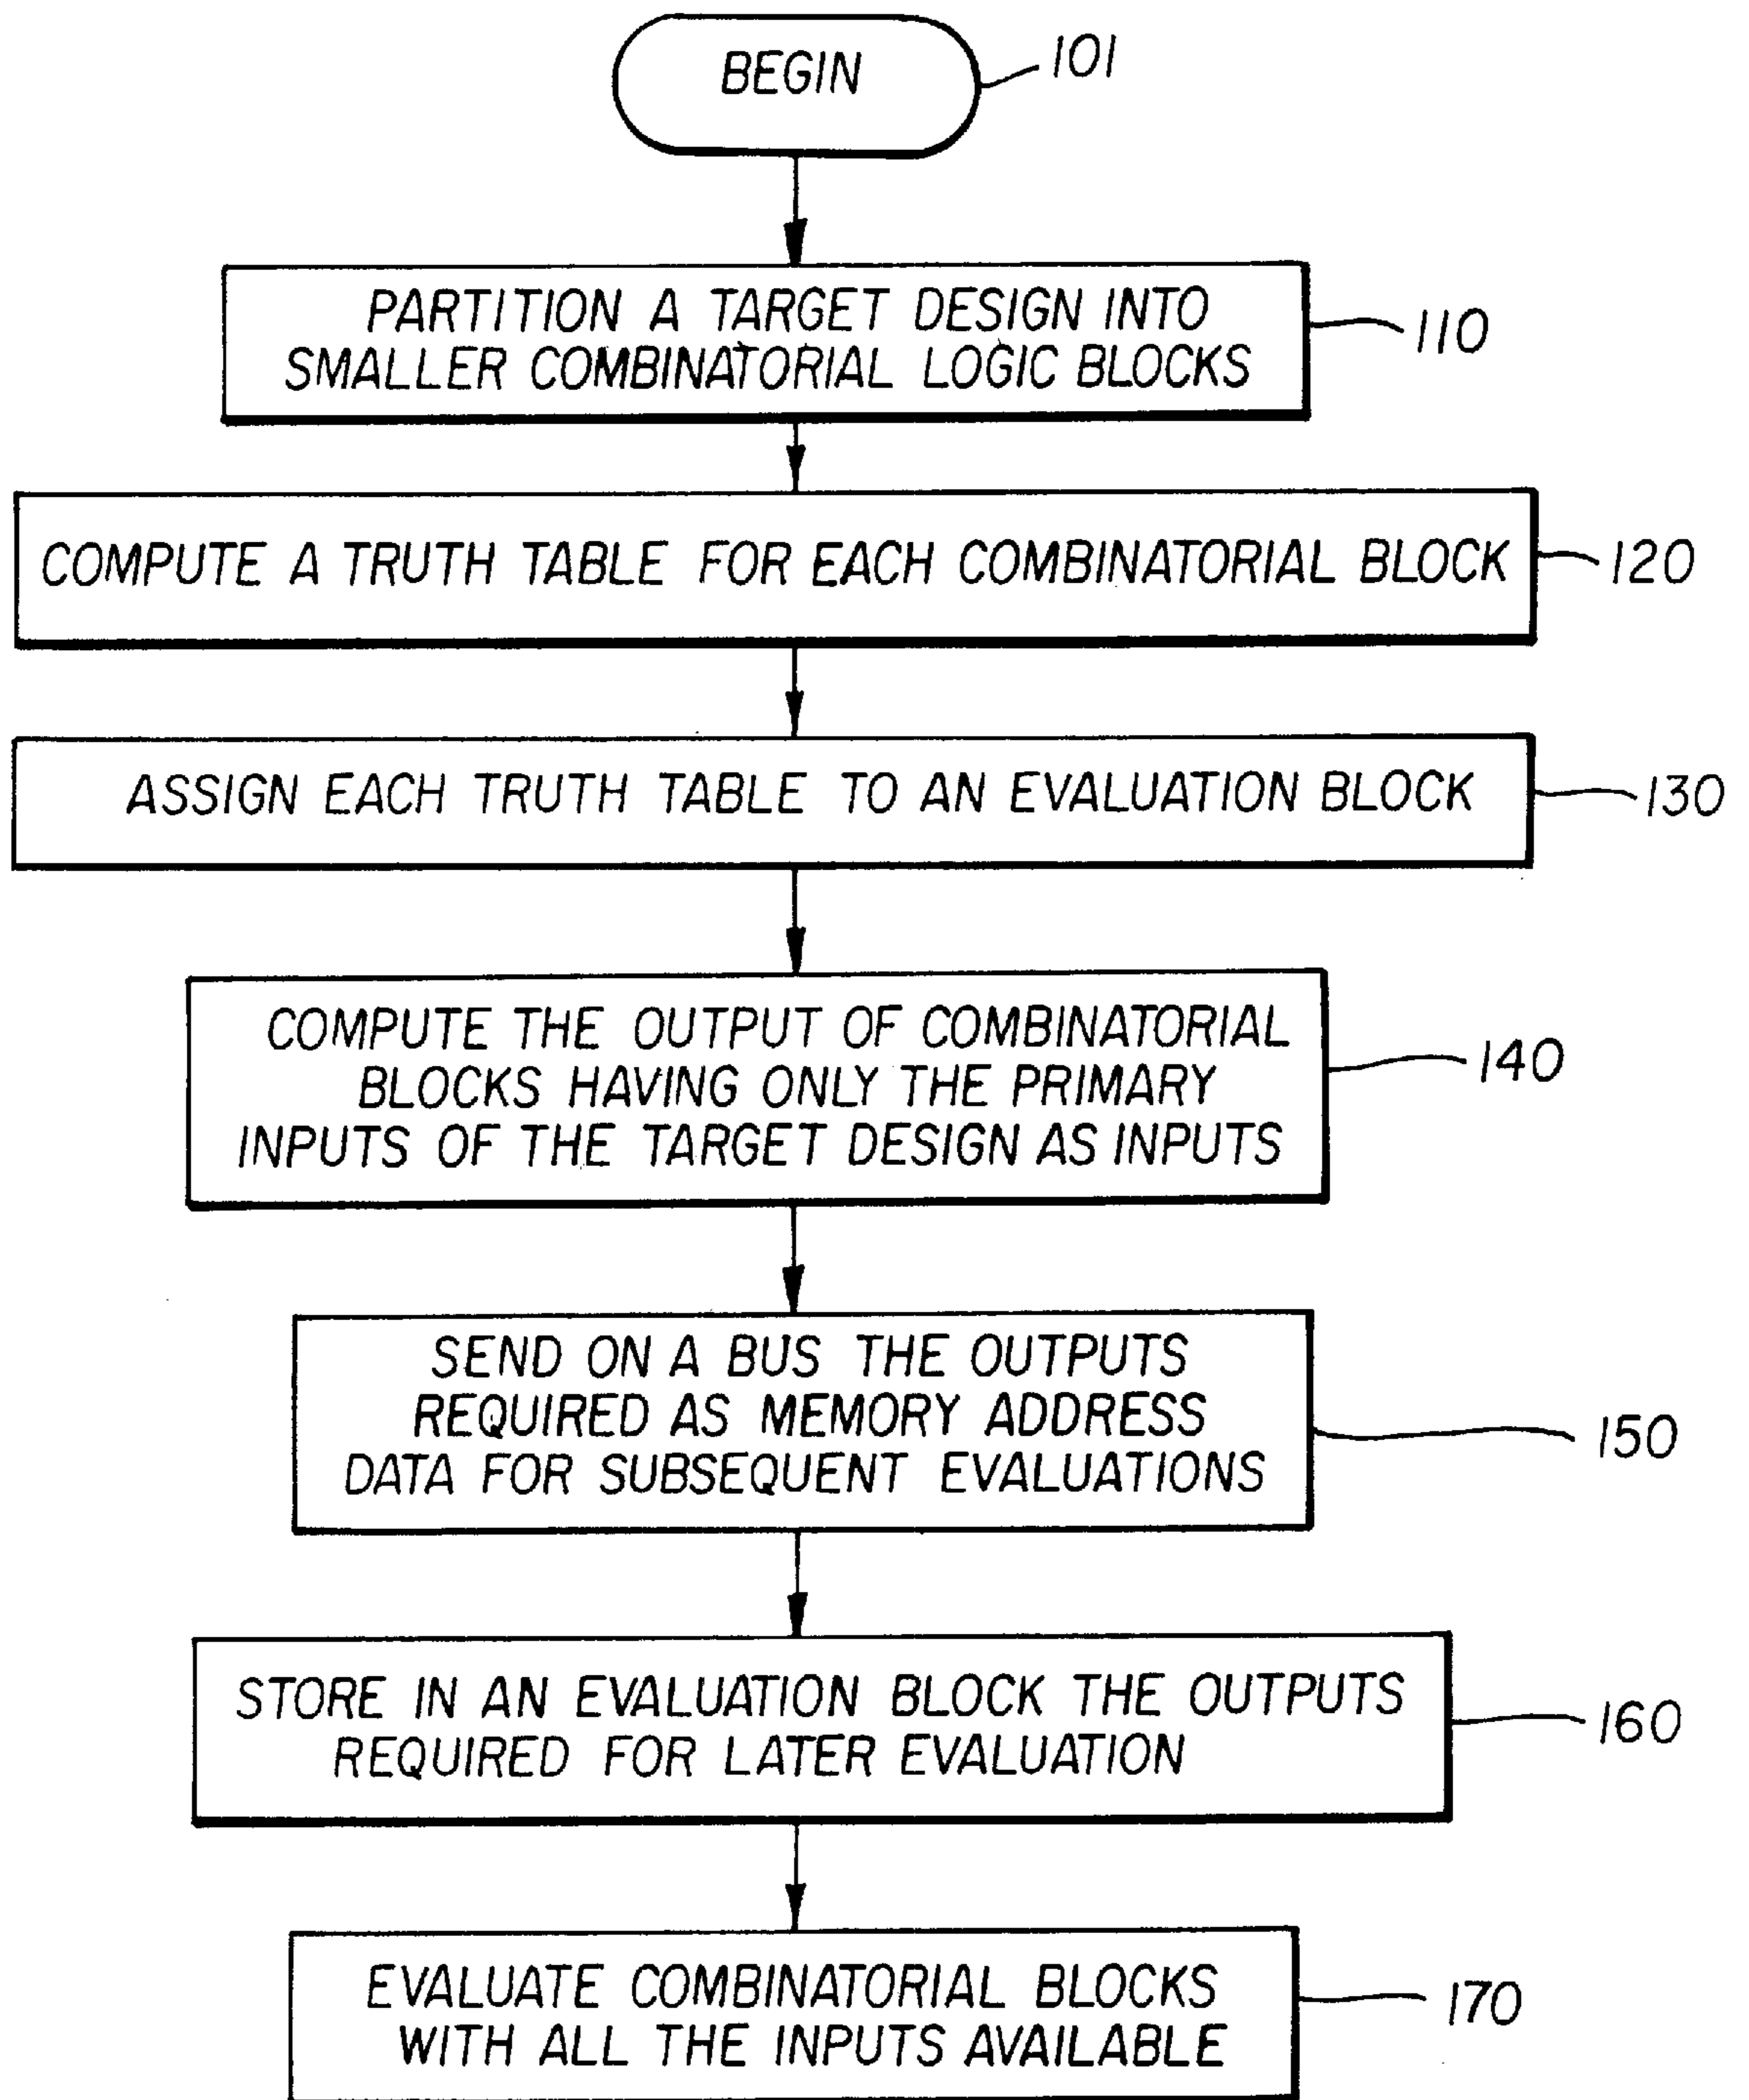 BEGIN
101
PARTITION A TARGET DESIGN INTO
SMALLER COMBINATORIAL LOGIC BLOCKS
110
COMPUTE A TRUTH TABLE FOR EACH COMBINATORIAL BLOCK
120
ASSIGN EACH TRUTH TABLE TO AN EVALUATION BLOCK
130
COMPUTE THE OUTPUT OF COMBINATORIAL
BLOCKS HAVING ONLY THE PRIMARY
INPUTS OF THE TARGET DESIGN AS INPUTS
140
SEND ON A BUS THE OUTPUTS
REQUIRED AS MEMORY ADDRESS
DATA FOR SUBSEQUENT EVALUATIONS
150
STORE IN AN EVALUATION BLOCK THE OUTPUTS
REQUIRED FOR LATER EVALUATION
160
EVALUATE COMBINATORIAL BLOCKS
WITH ALL THE INPUTS AVAILABLE
170